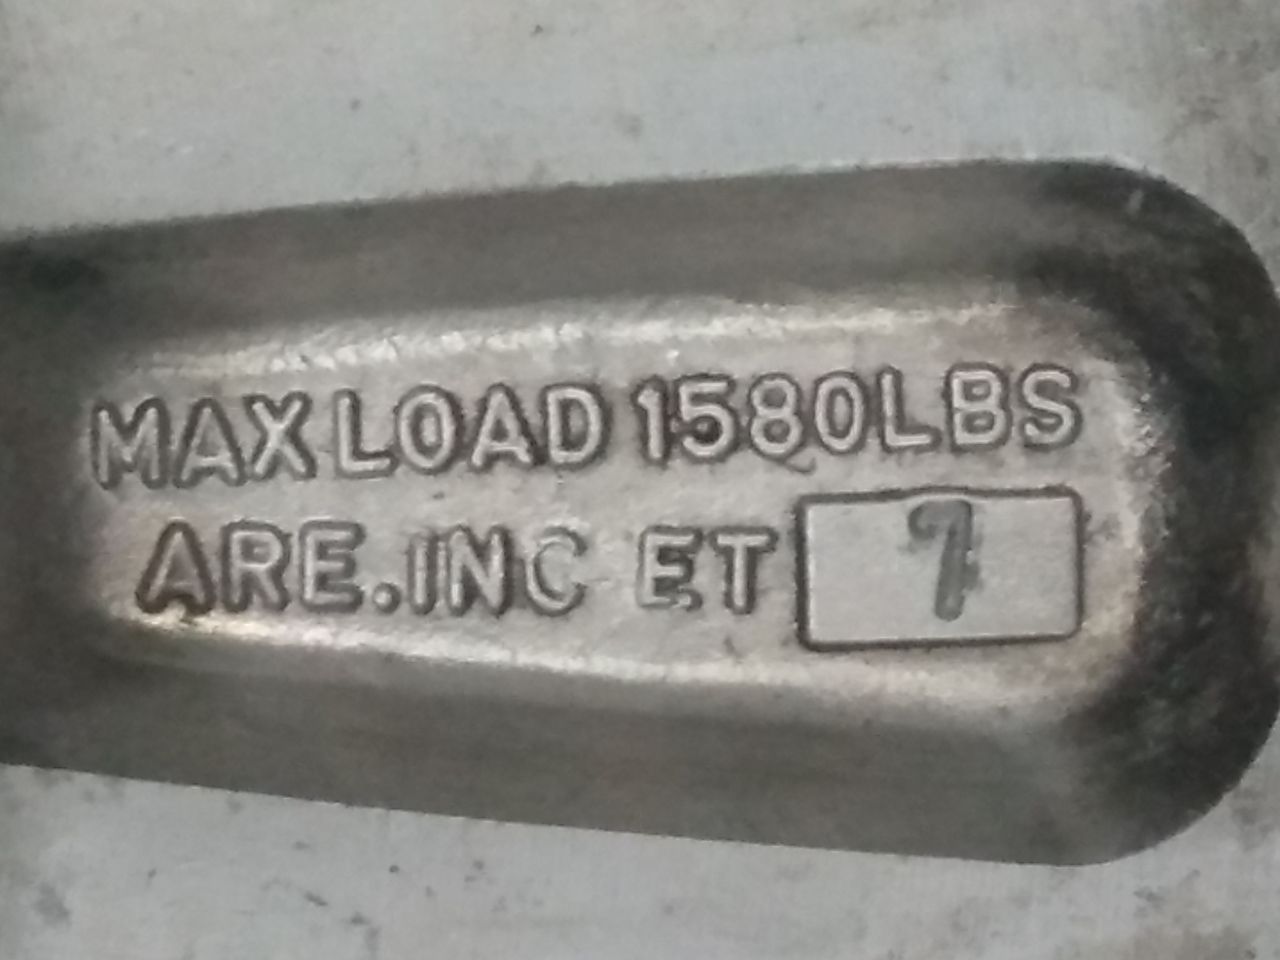 MAX LOAD 1580LBS
ARE.INC ET 7